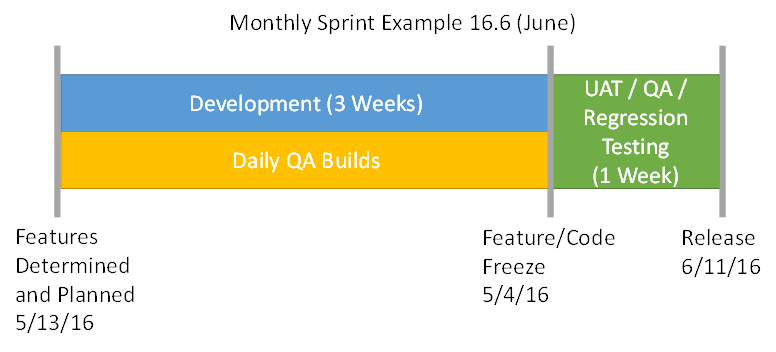 Monthly Sprint Example 16.6 (June)
Development (3 Weeks)
Daily QA Builds
UAT / QA /
Regression
Testing
(1 Week)
Features
Determined
and Planned
5/13/16
Feature/Code
Freeze
5/4/16
Release
6/11/16